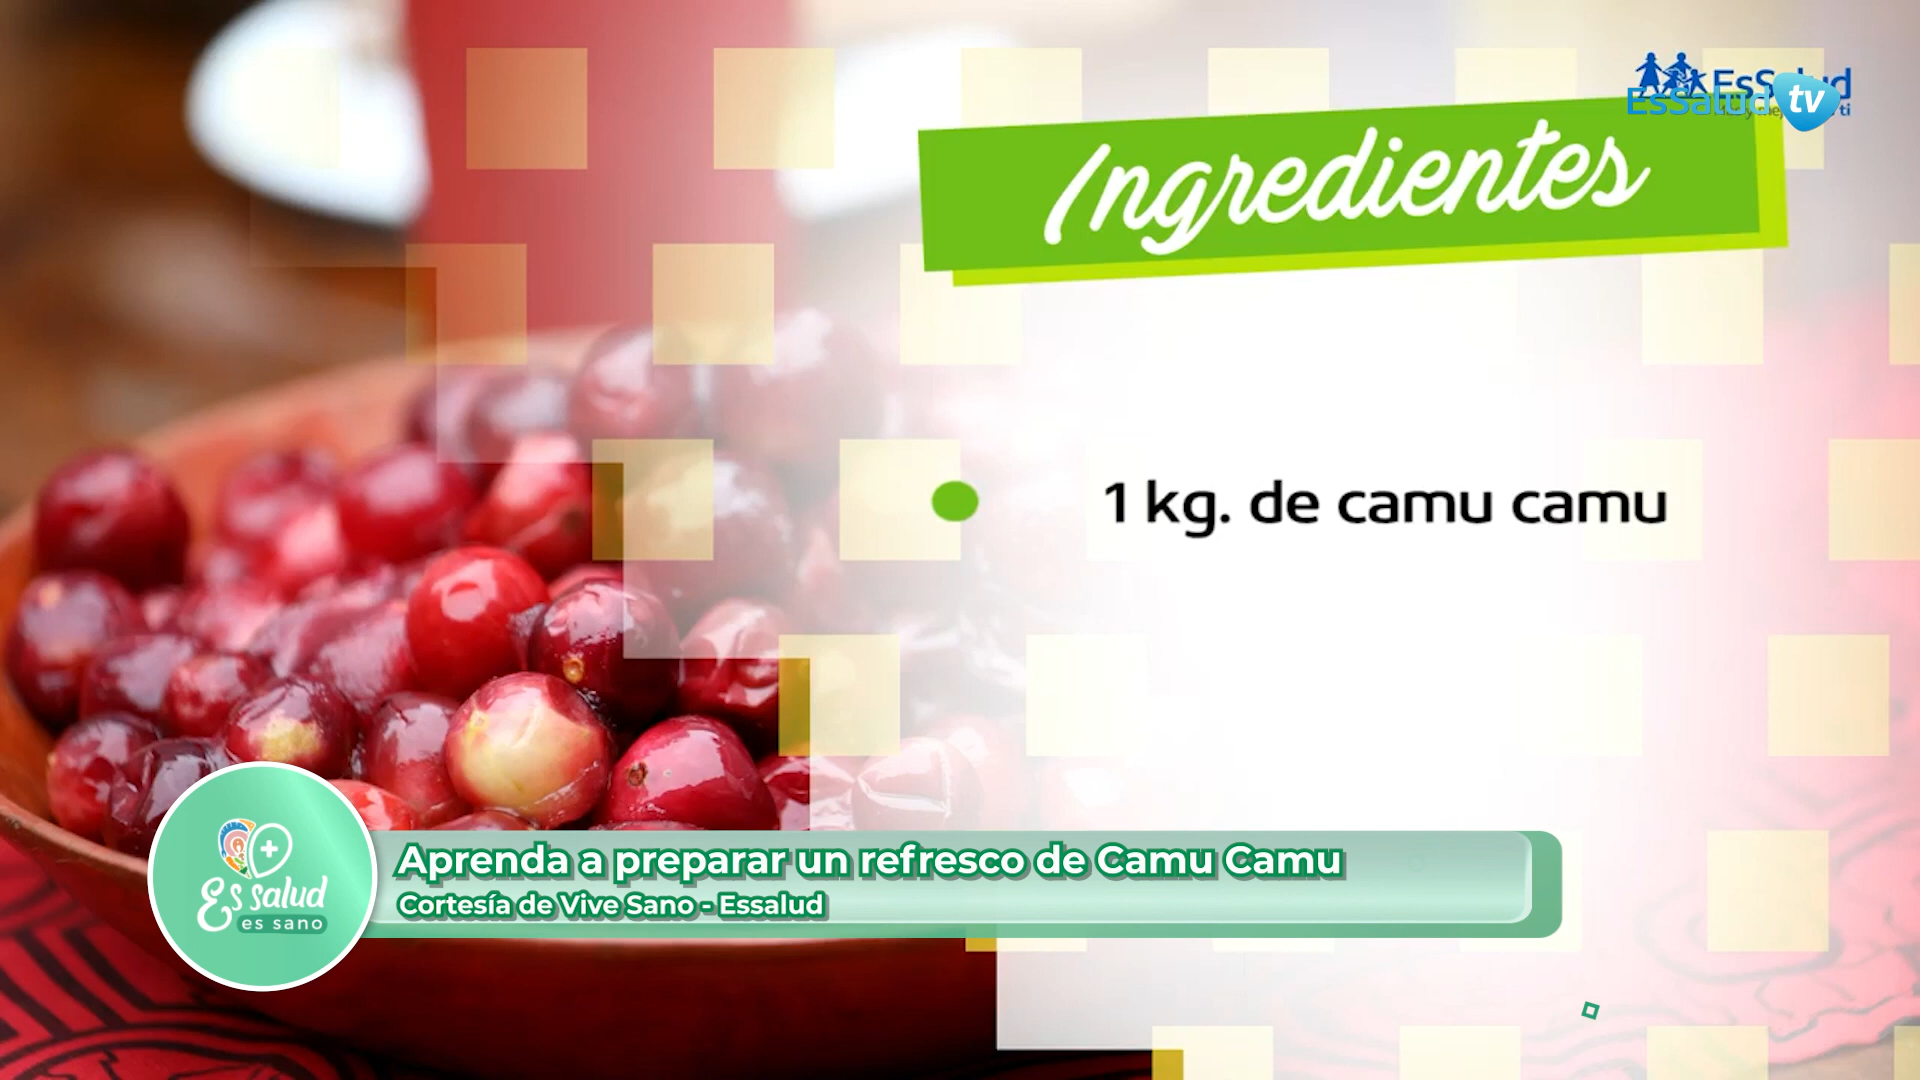 EsSalud
EsSalud tv
Ingredientes
1 kg. de camu camu
Aprenda a preparar un refresco de Camu Camu
Cortesía de Vive Sano - Essalud
Es salud
es sano